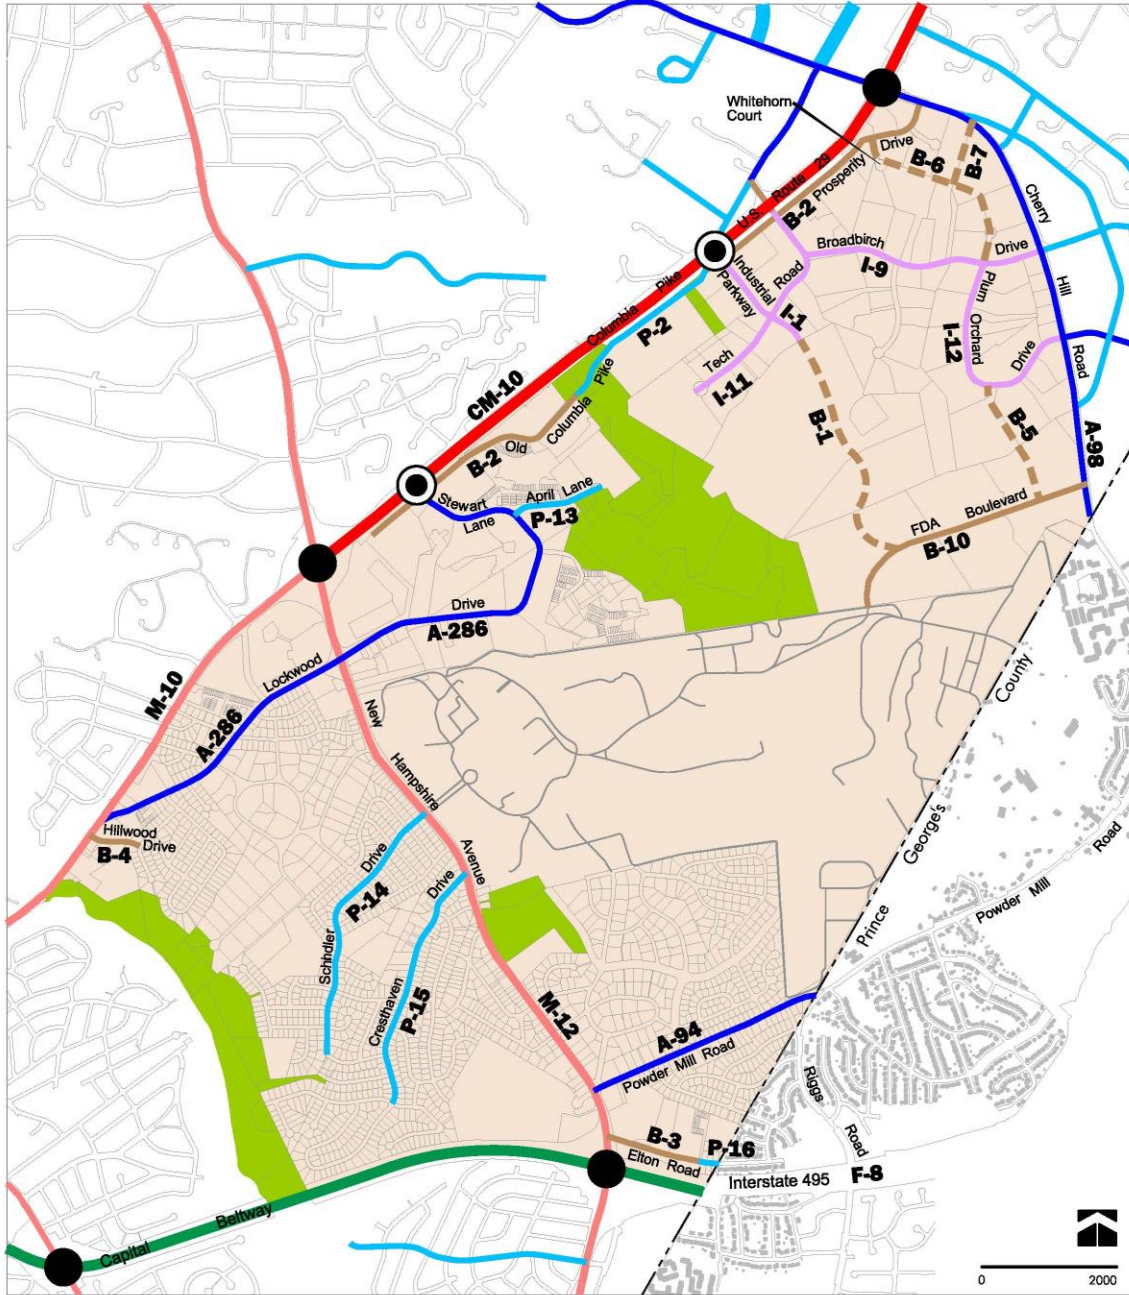 Whitehorn
Court
Drive
B-6
B-7
U.S. Route 29
Prosperity
B-2
Cherry
Broadbirch
Drive
I-9
Industrial
Parkway
Road
Hill
Columbia Pike
P-2
I-1
Plum
Orchard
Drive
I-12
Road
Tech
I-11
CM-10
Pike
Columbia
Old
B-2
B-1
B-5
A-98
Stewart
Lane
April Lane
P-13
FDA Boulevard
B-10
Drive
A-286
Lockwood
M-10
A-286
New
Hampshire
Avenue
County
George's
Prince
Hillwood
Drive
B-4
Drive
P-14
Schindler
Drive
Cresthaven
P-15
M-12
Road
Powder Mill
A-94
Powder Mill Road
Riggs
Road
B-3
P-16
Elton Road
Interstate 495
F-8
Beltway
Capital
0 2000